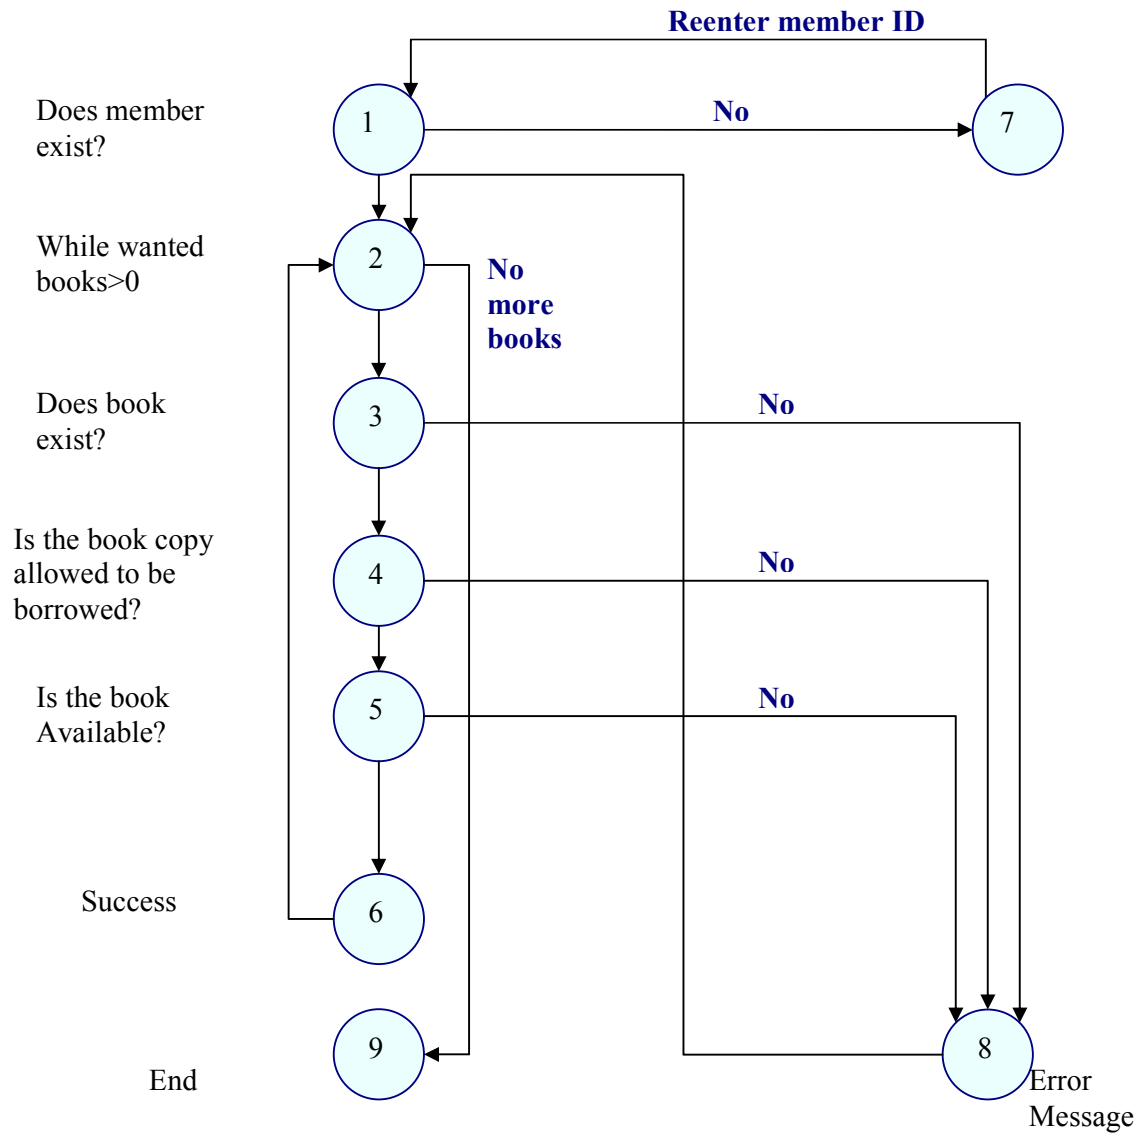 Reenter member ID
Does member
exist?
1
No
7
While wanted
books>0
2
No
more
books
Does book
exist?
3
No
Is the book copy
allowed to be
borrowed?
4
No
Is the book
Available?
5
No
Success
6
9
End
8
Error
Message